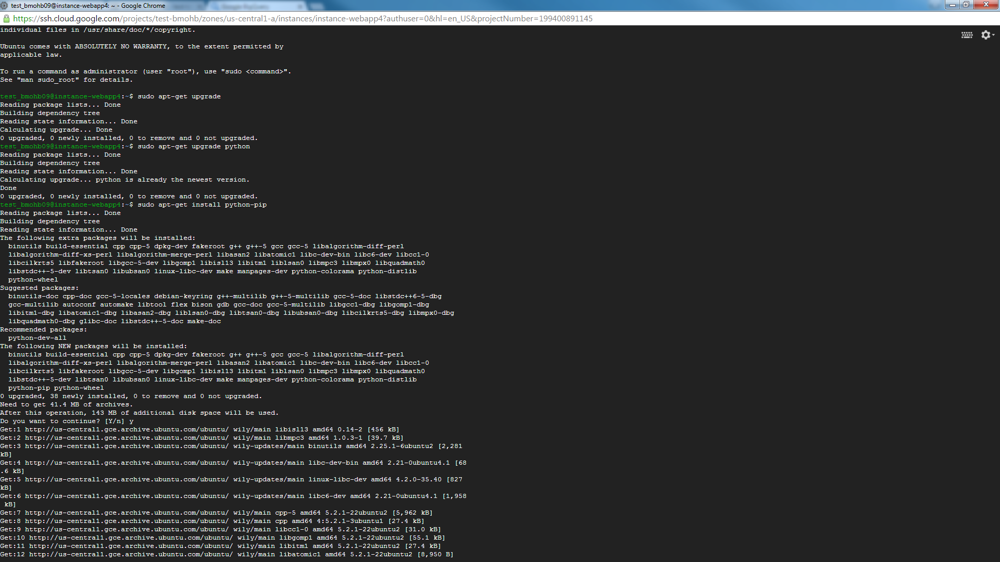 test_bmohb09@instance-webapp4: ~ - Google Chrome
https://ssh.cloud.google.com/projects/test-bmohb/zones/us-central1-a/instances/instance-webapp4?authuser=0&hl=en_US&projectNumber=199400891145
individual files in /usr/share/doc/*/copyright.
Ubuntu comes with ABSOLUTELY NO WARRANTY, to the extent permitted by
applicable law.
To run a command as administrator (user "root"), use "sudo <command>".
See "man sudo_root" for details.
test_bmohb09@instance-webapp4:~$ sudo apt-get upgrade
Reading package lists... Done
Building dependency tree
Reading state information... Done
Calculating upgrade... Done
0 upgraded, 0 newly installed, 0 to remove and 0 not upgraded.
test_bmohb09@instance-webapp4:~$ sudo apt-get upgrade python
Reading package lists... Done
Building dependency tree
Reading state information... Done
Calculating upgrade... python is already the newest version.
Done
0 upgraded, 0 newly installed, 0 to remove and 0 not upgraded.
test_bmohb09@instance-webapp4:~$ sudo apt-get install python-pip
Reading package lists... Done
Building dependency tree
Reading state information... Done
The following extra packages will be installed:
  binutils build-essential cpp cpp-5 dpkg-dev fakeroot g++ g++-5 gcc gcc-5 libalgorithm-diff-perl
  libalgorithm-diff-xs-perl libalgorithm-merge-perl libasan2 libatomic1 libc-dev-bin libc6-dev libcc1-0
  libcilkrts5 libfakeroot libgcc-5-dev libgomp1 libisl13 libitm1 liblsan0 libmpc3 libmpx0 libquadmath0
  libstdc++-5-dev libtsan0 libubsan0 linux-libc-dev make manpages-dev python-colorama python-distlib
  python-wheel
Suggested packages:
  binutils-doc cpp-doc gcc-5-locales debian-keyring g++-multilib g++-5-multilib gcc-5-doc libstdc++6-5-dbg
  gcc-multilib autoconf automake libtool flex bison gdb gcc-doc gcc-5-multilib libgcc1-dbg libgomp1-dbg
  libitm1-dbg libatomic1-dbg libasan2-dbg liblsan0-dbg libtsan0-dbg libubsan0-dbg libcilkrts5-dbg libmpx0-dbg
  libquadmath0-dbg glibc-doc libstdc++-5-doc make-doc
Recommended packages:
  python-dev-all
The following NEW packages will be installed:
  binutils build-essential cpp cpp-5 dpkg-dev fakeroot g++ g++-5 gcc gcc-5 libalgorithm-diff-perl
  libalgorithm-diff-xs-perl libalgorithm-merge-perl libasan2 libatomic1 libc-dev-bin libc6-dev libcc1-0
  libcilkrts5 libfakeroot libgcc-5-dev libgomp1 libisl13 libitm1 liblsan0 libmpc3 libmpx0 libquadmath0
  libstdc++-5-dev libtsan0 libubsan0 linux-libc-dev make manpages-dev python-colorama python-distlib
  python-pip python-wheel
0 upgraded, 38 newly installed, 0 to remove and 0 not upgraded.
Need to get 41.4 MB of archives.
After this operation, 143 MB of additional disk space will be used.
Do you want to continue? [Y/n] y
Get:1 http://us-central1.gce.archive.ubuntu.com/ubuntu/ wily/main libisl13 amd64 0.14-2 [456 kB]
Get:2 http://us-central1.gce.archive.ubuntu.com/ubuntu/ wily/main libmpc3 amd64 1.0.3-1 [39.7 kB]
Get:3 http://us-central1.gce.archive.ubuntu.com/ubuntu/ wily-updates/main binutils amd64 2.25.1-6ubuntu2 [2,281
kB]
Get:4 http://us-central1.gce.archive.ubuntu.com/ubuntu/ wily-updates/main libc-dev-bin amd64 2.21-0ubuntu4.1 [68
.6 kB]
Get:5 http://us-central1.gce.archive.ubuntu.com/ubuntu/ wily-updates/main linux-libc-dev amd64 4.2.0-35.40 [827
kB]
Get:6 http://us-central1.gce.archive.ubuntu.com/ubuntu/ wily-updates/main libc6-dev amd64 2.21-0ubuntu4.1 [1,958
 kB]
Get:7 http://us-central1.gce.archive.ubuntu.com/ubuntu/ wily/main cpp-5 amd64 5.2.1-22ubuntu2 [5,962 kB]
Get:8 http://us-central1.gce.archive.ubuntu.com/ubuntu/ wily/main cpp amd64 4:5.2.1-3ubuntu1 [27.4 kB]
Get:9 http://us-central1.gce.archive.ubuntu.com/ubuntu/ wily/main libcc1-0 amd64 5.2.1-22ubuntu2 [31.0 kB]
Get:10 http://us-central1.gce.archive.ubuntu.com/ubuntu/ wily/main libgomp1 amd64 5.2.1-22ubuntu2 [55.1 kB]
Get:11 http://us-central1.gce.archive.ubuntu.com/ubuntu/ wily/main libitm1 amd64 5.2.1-22ubuntu2 [27.4 kB]
Get:12 http://us-central1.gce.archive.ubuntu.com/ubuntu/ wily/main libatomic1 amd64 5.2.1-22ubuntu2 [8,950 B]